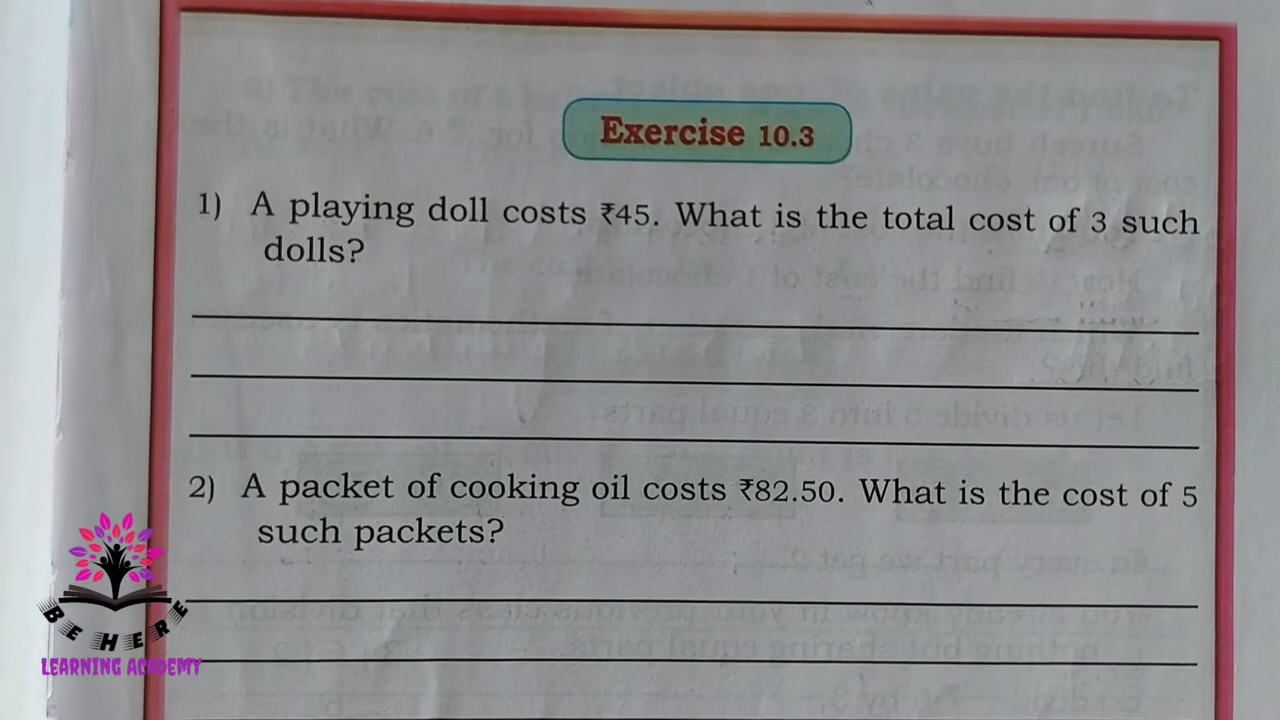 Exercise 10.3
1) A playing doll costs ₹45. What is the total cost of 3 such
dolls?
2) A packet of cooking oil costs ₹82.50. What is the cost of 5
such packets?
BE HERE
LEARNING ACADEMY